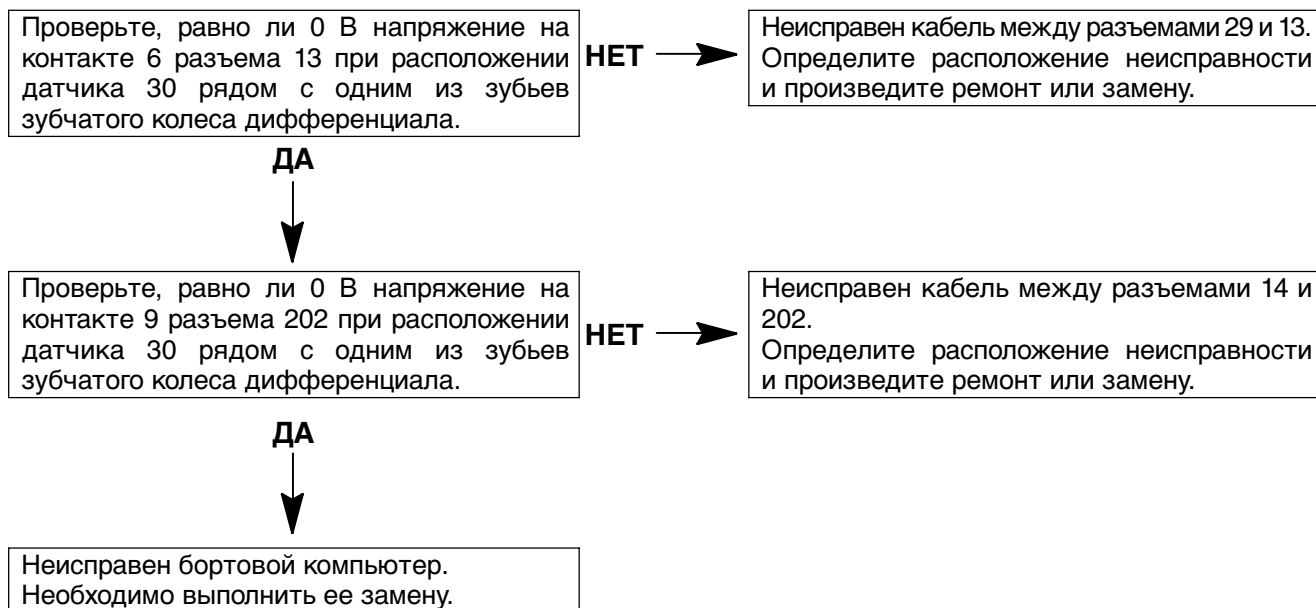 Проверьте, равно ли 0 В напряжение на
контакте 6 разъема 13 при расположении
датчика 30 рядом с одним из зубьев
зубчатого колеса дифференциала.
НЕТ
Неисправен кабель между разъемами 29 и 13.
Определите расположение неисправности
и произведите ремонт или замену.
ДА
Проверьте, равно ли 0 В напряжение на
контакте 9 разъема 202 при расположении
датчика 30 рядом с одним из зубьев
зубчатого колеса дифференциала.
НЕТ
Неисправен кабель между разъемами 14 и
202.
Определите расположение неисправности
и произведите ремонт или замену.
ДА
Неисправен бортовой компьютер.
Необходимо выполнить ее замену.